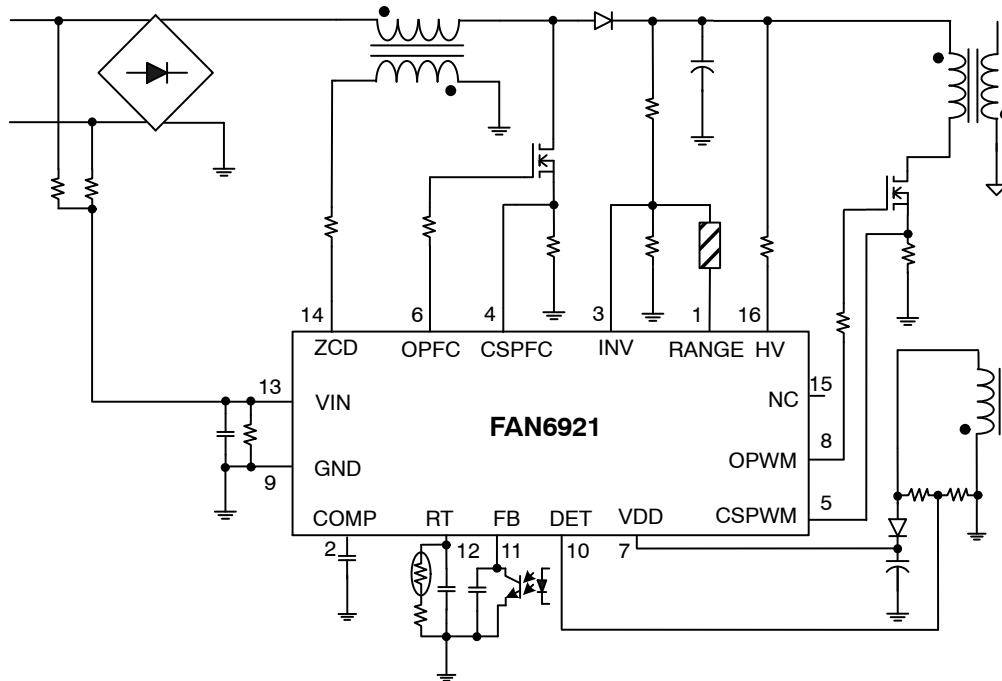 14 6 4 3 1 16
ZCD OPFC CSPFC INV RANGE HV
13
VIN
NC
15
FAN6921
8
OPWM
GND
9
5
CSPWM
COMP RT FB DET VDD
2 12 11 10 7